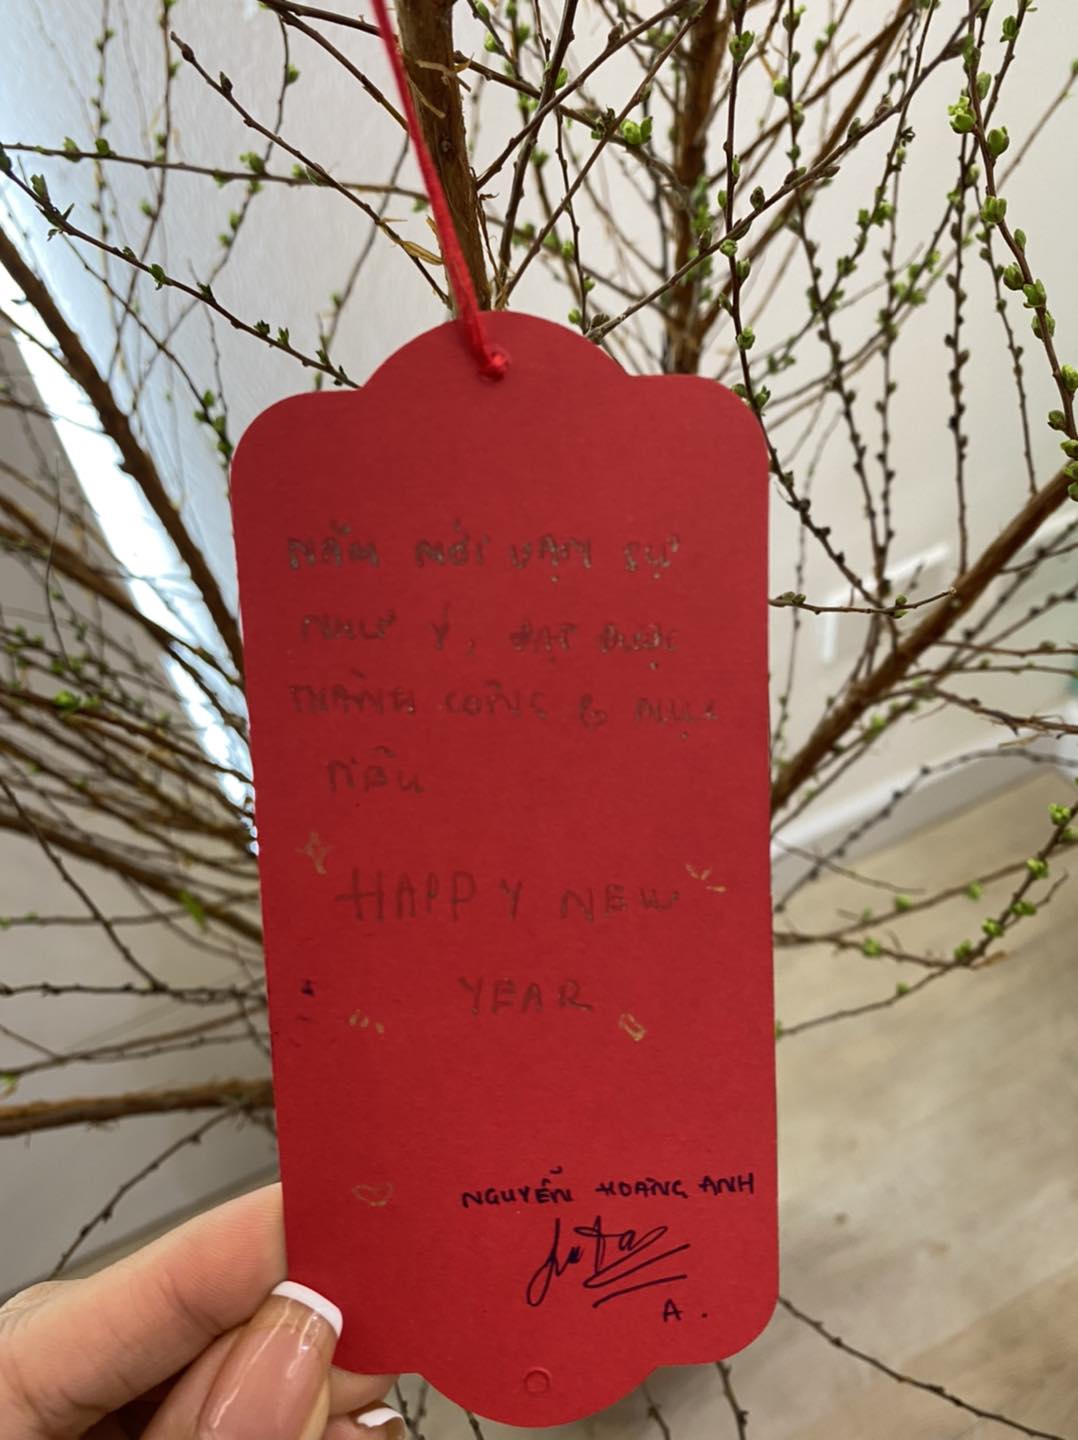 NĂM MỚI VẠN SỰ
NHƯ Ý, ĐẠT ĐƯỢC
THÀNH CÔNG & MỤC
TIÊU
HAPPY NEW
YEAR
NGUYỄN HOÀNG ANH
A.